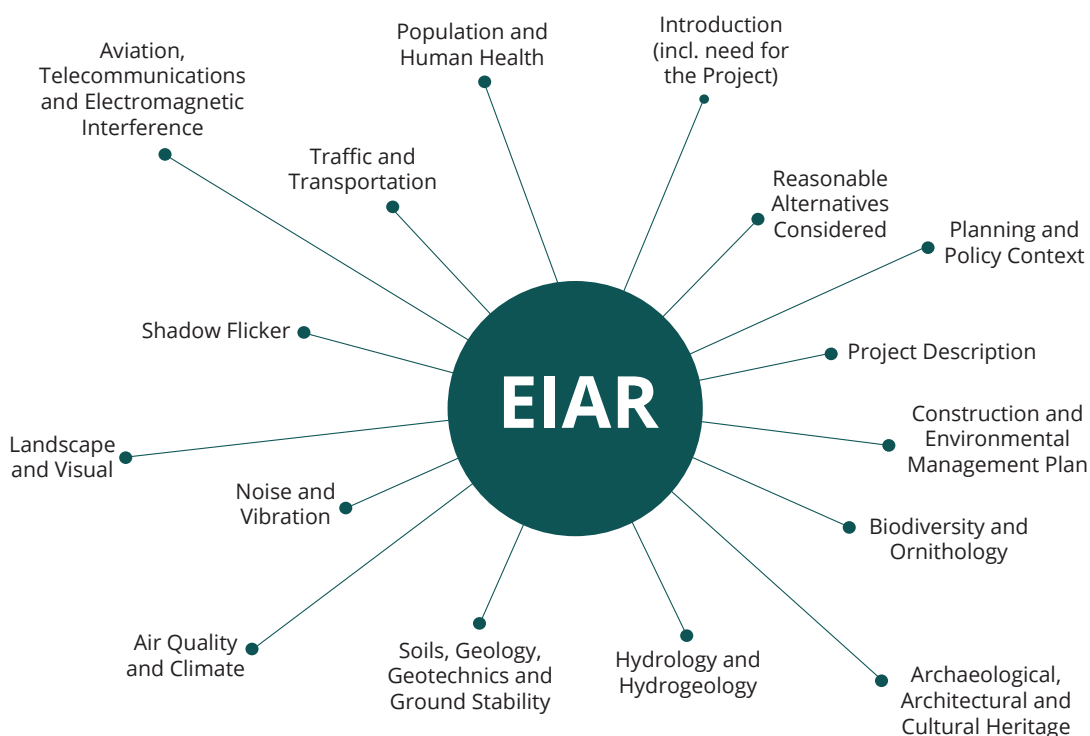 Introduction
(incl. need for
the Project)
Reasonable
Alternatives
Considered
Planning and
Policy Context
Project Description
Construction and
Environmental
Management Plan
Biodiversity and
Ornithology
Archaeological,
Architectural and
Cultural Heritage
Hydrology and
Hydrogeology
Soils, Geology,
Geotechnics and
Ground Stability
Air Quality
and Climate
Noise and
Vibration
Landscape
and Visual
Shadow Flicker
Aviation,
Telecommunications
and Electromagnetic
Interference
Traffic and
Transportation
Population and
Human Health
EIAR